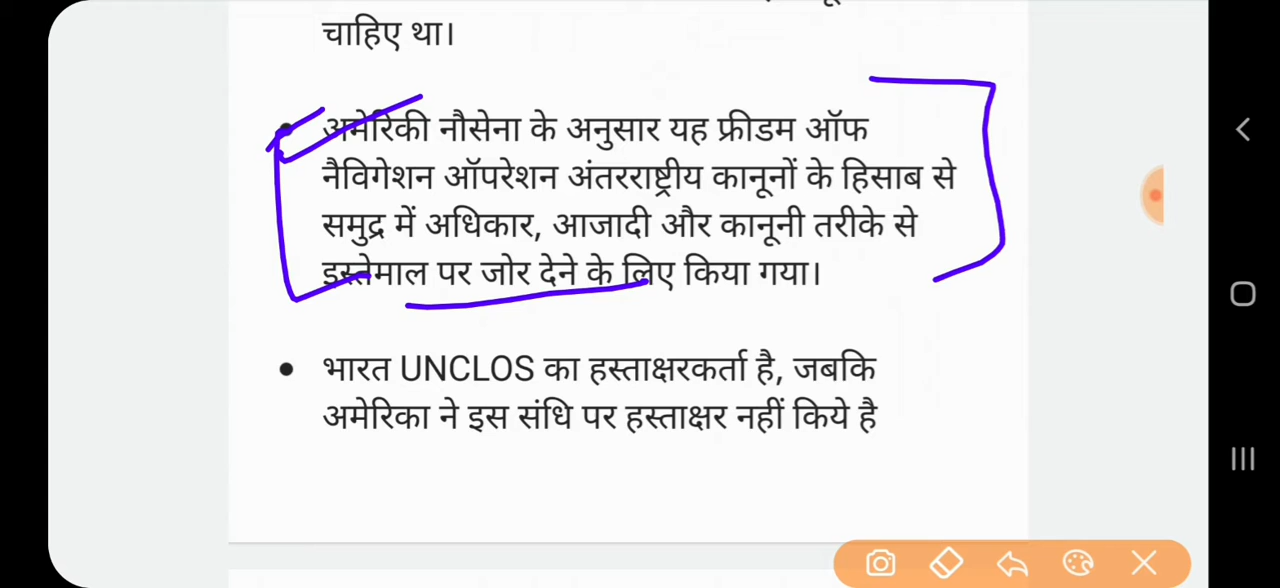 चाहिए था।
अमेरिकी नौसेना के अनुसार यह फ्रीडम ऑफ
नैविगेशन ऑपरेशन अंतरराष्ट्रीय कानूनों के हिसाब से
समुद्र में अधिकार, आजादी और कानूनी तरीके से
इस्तेमाल पर जोर देने के लिए किया गया।
भारत UNCLOS का हस्ताक्षरकर्ता है, जबकि
अमेरिका ने इस संधि पर हस्ताक्षर नहीं किये है